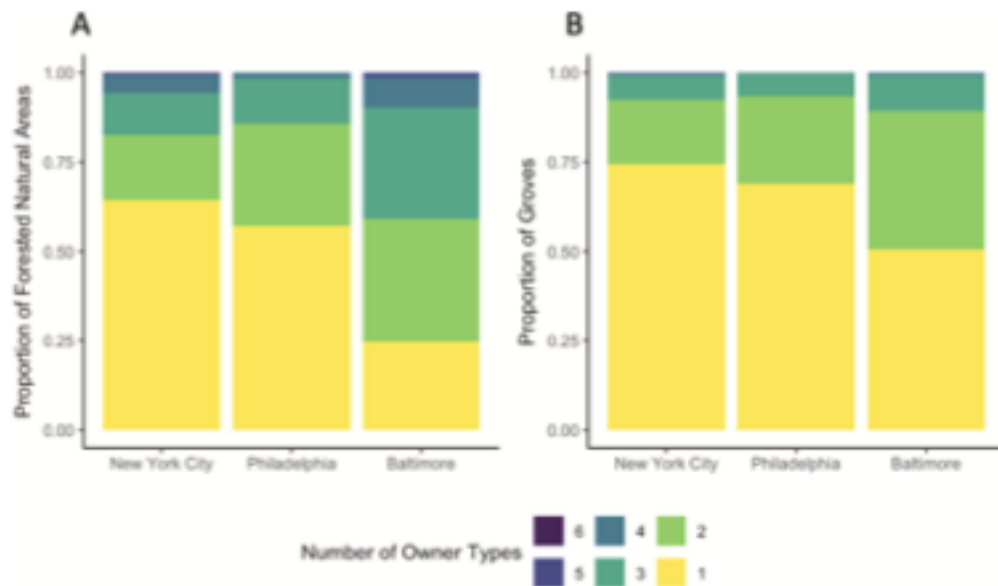 A
B
Proportion of Forested Natural Areas
1.00
0.75
0.50
0.25
0.00
New York City Philadelphia Baltimore
Proportion of Groves
1.00
0.75
0.50
0.25
0.00
New York City Philadelphia Baltimore
Number of Owner Types
6 4 2
5 3 1